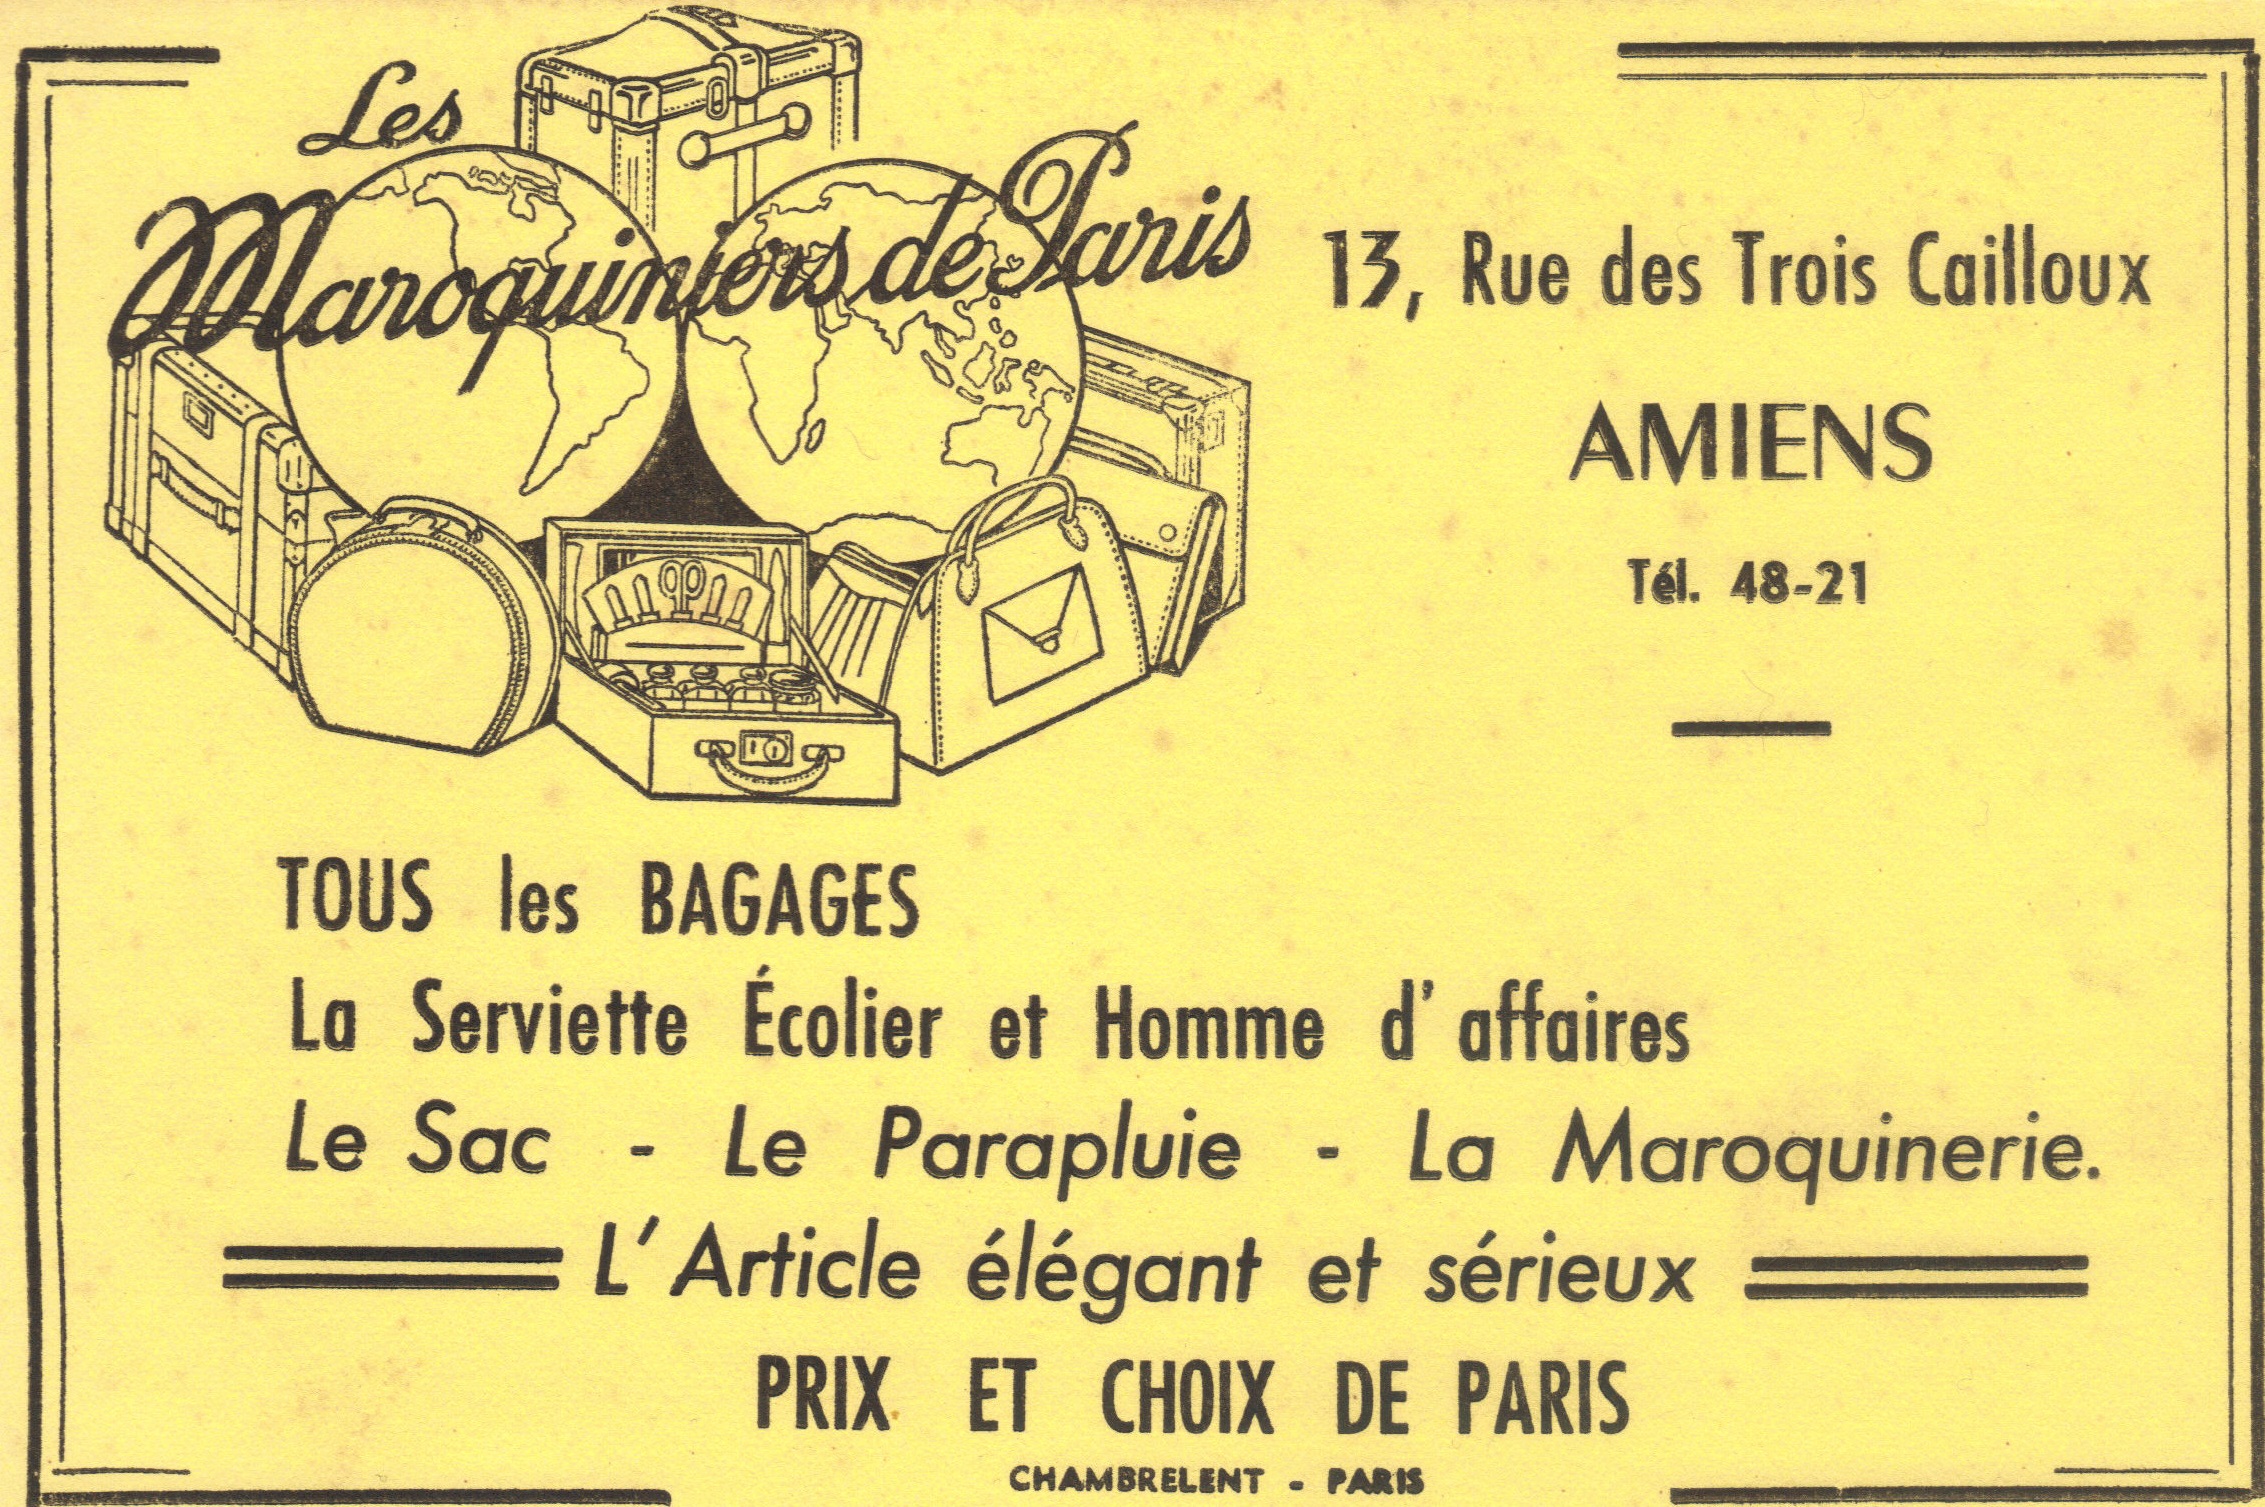 Les
Maroquiniers de Paris
13, Rue des Trois Cailloux
AMIENS
Tél. 48-21
TOUS les BAGAGES
La Serviette Écolier et Homme d'affaires
Le Sac - Le Parapluie - La Maroquinerie.
L'Article élégant et sérieux
PRIX ET CHOIX DE PARIS
CHAMBRELENT - PARIS